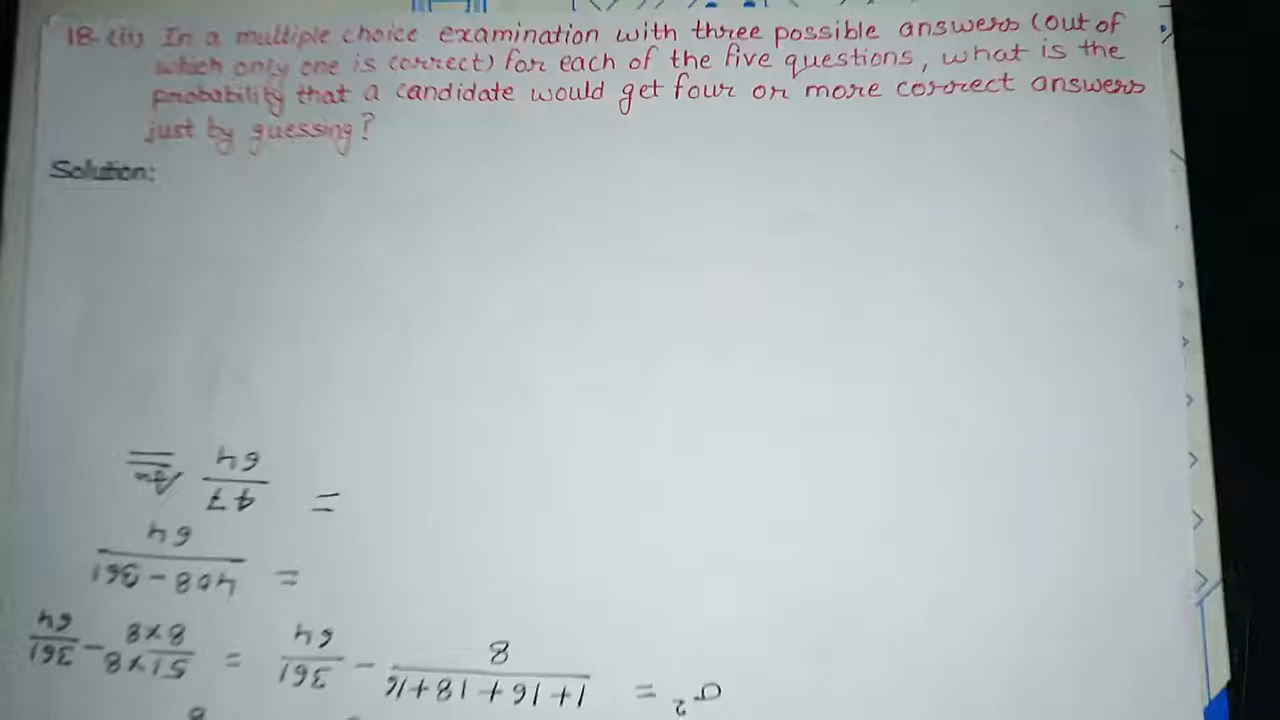 18. (iv) In a multiple choice examination with three possible answers (out of
which only one is correct) for each of the five questions, what is the
probability that a candidate would get four or more correct answers
just by guessing?
Solution:
σ² = (1+16+18+16)/8 - 361/64 = (51×8)/(8×8) - 361/64
= (408-361)/64
= 47/64 Ans